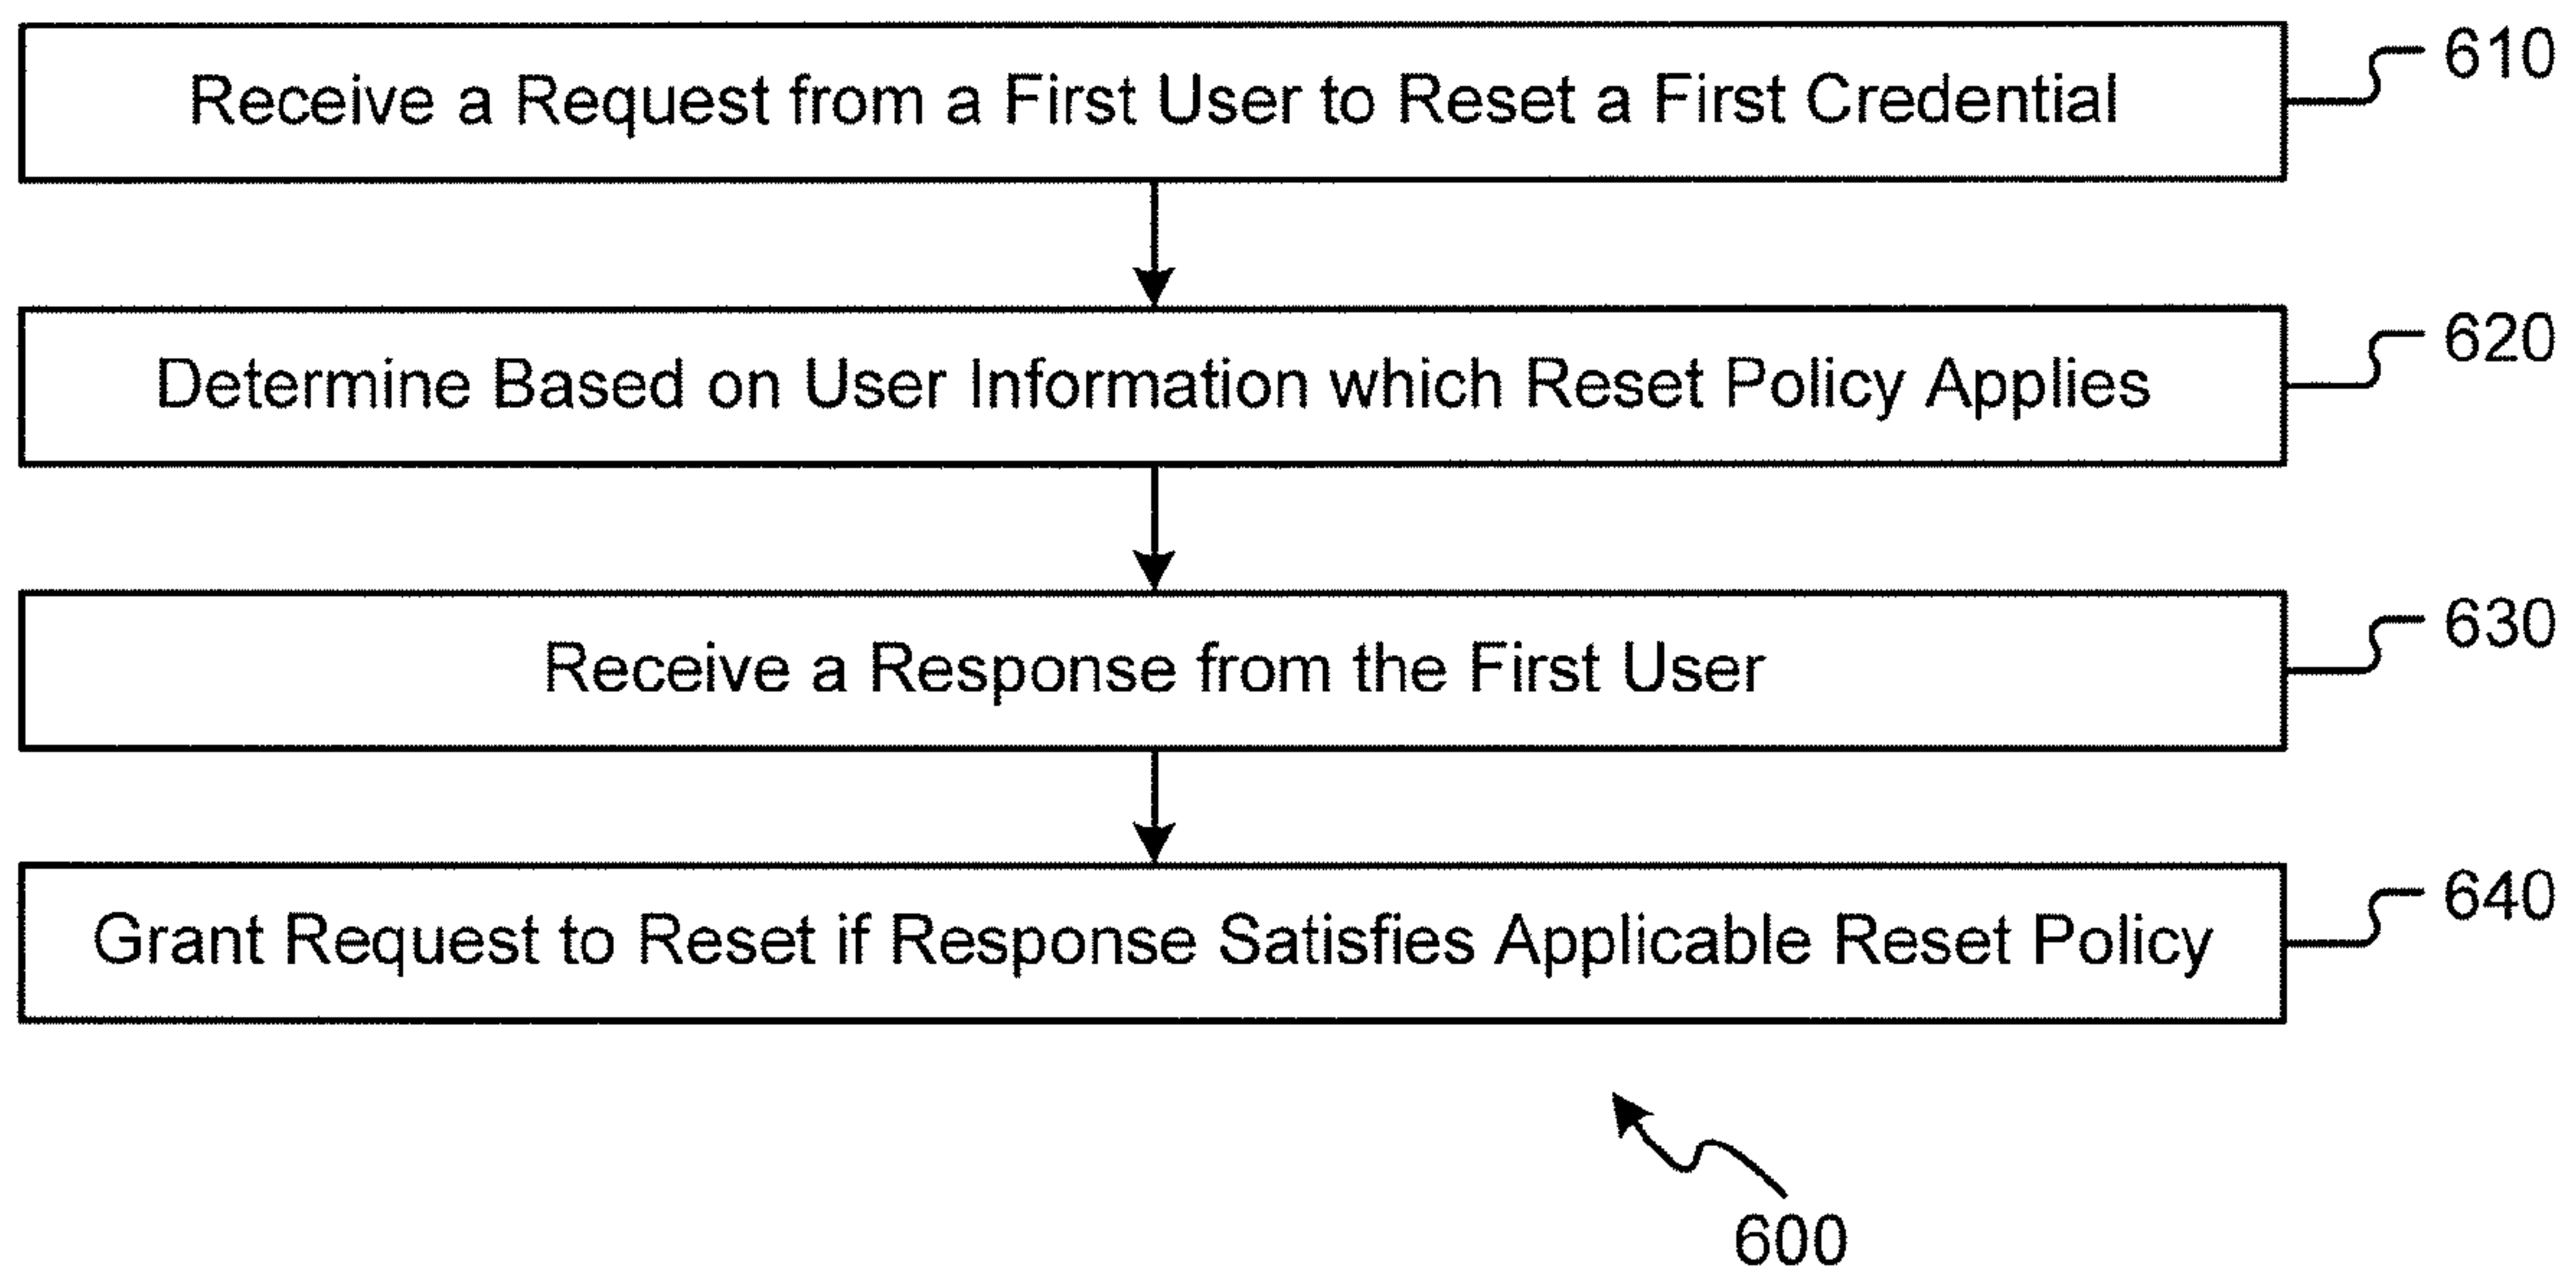 Receive a Request from a First User to Reset a First Credential
610
Determine Based on User Information which Reset Policy Applies
620
Receive a Response from the First User
630
Grant Request to Reset if Response Satisfies Applicable Reset Policy
640
600